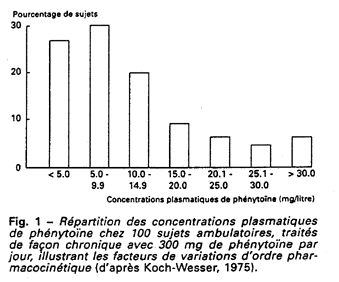 Pourcentage de sujets
30
20
10
0
< 5.0 5.0 - 10.0 - 15.0 - 20.1 - 25.1 - > 30.0
9.9 14.9 20.0 25.0 30.0
Concentrations plasmatiques de phénytoïne (mg/litre)
Fig. 1 – Répartition des concentrations plasmatiques
de phénytoïne chez 100 sujets ambulatoires, traités
de façon chronique avec 300 mg de phénytoïne par
jour, illustrant les facteurs de variations d'ordre phar-
macocinétique (d'après Koch-Wesser, 1975).